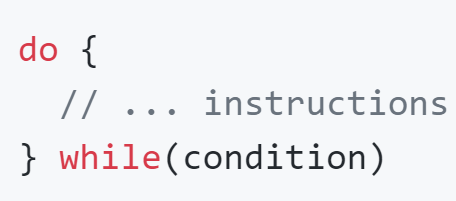 do {
  // ... instructions
} while(condition)